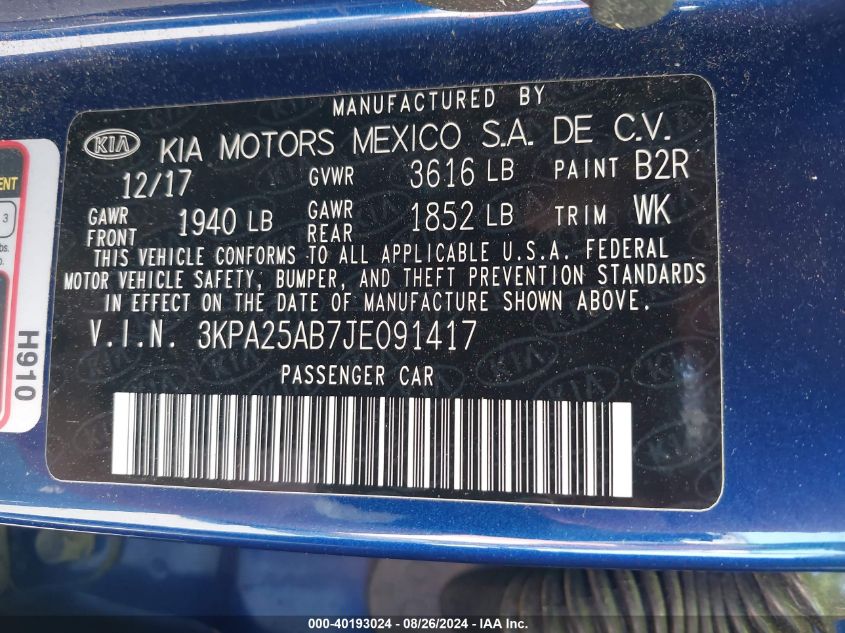 MANUFACTURED BY
KIA KIA MOTORS MEXICO S.A. DE C.V.
12/17 GVWR 3616 LB PAINT B2R
GAWR FRONT 1940 LB GAWR REAR 1852 LB TRIM WK
THIS VEHICLE CONFORMS TO ALL APPLICABLE U.S.A. FEDERAL
MOTOR VEHICLE SAFETY, BUMPER, AND THEFT PREVENTION STANDARDS
IN EFFECT ON THE DATE OF MANUFACTURE SHOWN ABOVE.
V.I.N. 3KPA25AB7JE091417
PASSENGER CAR
H910
3
000-40193024 - 08/26/2024 - IAAI.com